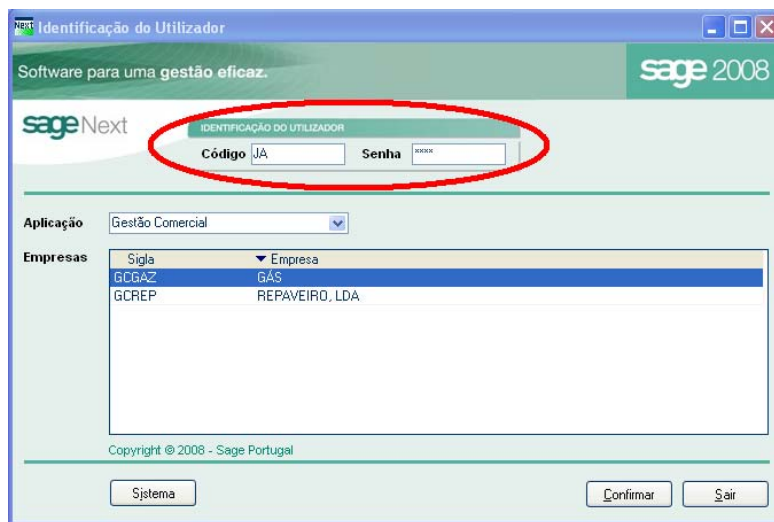 Next Identificação do Utilizador
Software para uma gestão eficaz.
sage 2008
sage Next
IDENTIFICAÇÃO DO UTILIZADOR
Código JA Senha ****
Aplicação Gestão Comercial
Empresas Sigla Empresa
GCGAZ GÁS
GCREP REPAVEIRO, LDA
Copyright © 2008 - Sage Portugal
Sistema Confirmar Sair